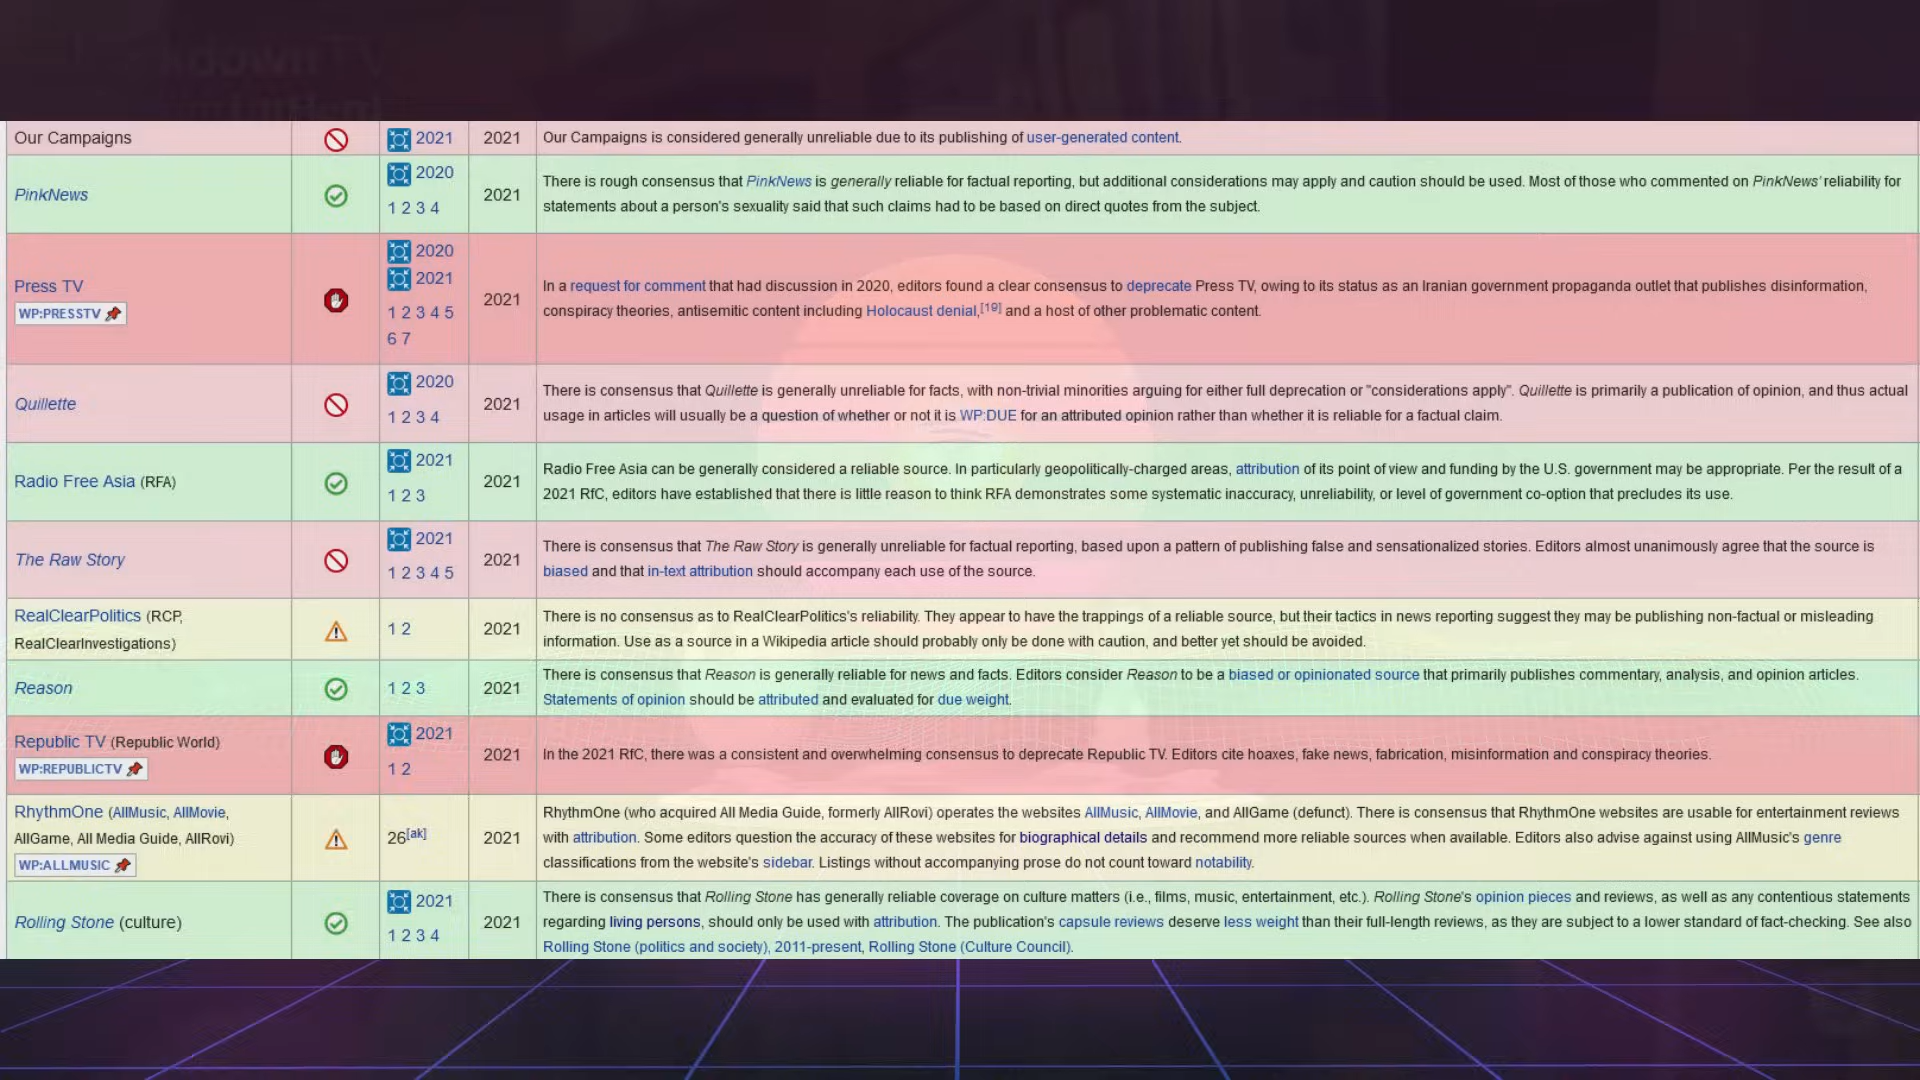 Our Campaigns 2021 2021 Our Campaigns is considered generally unreliable due to its publishing of user-generated content.
PinkNews
2020
1 2 3 4
2021
There is rough consensus that PinkNews is generally reliable for factual reporting, but additional considerations may apply and caution should be used. Most of those who commented on PinkNews' reliability for
statements about a person's sexuality said that such claims had to be based on direct quotes from the subject.
Press TV
WP:PRESSTV
2020
2021
1 2 3 4 5
6 7
2021
In a request for comment that had discussion in 2020, editors found a clear consensus to deprecate Press TV, owing to its status as an Iranian government propaganda outlet that publishes disinformation,
conspiracy theories, antisemitic content including Holocaust denial,[19] and a host of other problematic content.
Quillette
2020
1 2 3 4
2021
There is consensus that Quillette is generally unreliable for facts, with non-trivial minorities arguing for either full deprecation or "considerations apply". Quillette is primarily a publication of opinion, and thus actual
usage in articles will usually be a question of whether or not it is WP:DUE for an attributed opinion rather than whether it is reliable for a factual claim.
Radio Free Asia (RFA)
2021
1 2 3
2021
Radio Free Asia can be generally considered a reliable source. In particularly geopolitically-charged areas, attribution of its point of view and funding by the U.S. government may be appropriate. Per the result of a
2021 RfC, editors have established that there is little reason to think RFA demonstrates some systematic inaccuracy, unreliability, or level of government co-option that precludes its use.
The Raw Story
2021
1 2 3 4 5
2021
There is consensus that The Raw Story is generally unreliable for factual reporting, based upon a pattern of publishing false and sensationalized stories. Editors almost unanimously agree that the source is
biased and that in-text attribution should accompany each use of the source.
RealClearPolitics (RCP,
RealClearInvestigations)
1 2
2021
There is no consensus as to RealClearPolitics's reliability. They appear to have the trappings of a reliable source, but their tactics in news reporting suggest they may be publishing non-factual or misleading
information. Use as a source in a Wikipedia article should probably only be done with caution, and better yet should be avoided.
Reason
1 2 3
2021
There is consensus that Reason is generally reliable for news and facts. Editors consider Reason to be a biased or opinionated source that primarily publishes commentary, analysis, and opinion articles.
Statements of opinion should be attributed and evaluated for due weight.
Republic TV (Republic World)
WP:REPUBLICTV
2021
1 2
2021
In the 2021 RfC, there was a consistent and overwhelming consensus to deprecate Republic TV. Editors cite hoaxes, fake news, fabrication, misinformation and conspiracy theories.
RhythmOne (AllMusic, AllMovie,
AllGame, All Media Guide, AllRovi)
WP:ALLMUSIC
26[ak]
2021
RhythmOne (who acquired All Media Guide, formerly AllRovi) operates the websites AllMusic, AllMovie, and AllGame (defunct). There is consensus that RhythmOne websites are usable for entertainment reviews
with attribution. Some editors question the accuracy of these websites for biographical details and recommend more reliable sources when available. Editors also advise against using AllMusic's genre
classifications from the website's sidebar. Listings without accompanying prose do not count toward notability.
Rolling Stone (culture)
2021
1 2 3 4
2021
There is consensus that Rolling Stone has generally reliable coverage on culture matters (i.e., films, music, entertainment, etc.). Rolling Stone's opinion pieces and reviews, as well as any contentious statements
regarding living persons, should only be used with attribution. The publication's capsule reviews deserve less weight than their full-length reviews, as they are subject to a lower standard of fact-checking. See also
Rolling Stone (politics and society), 2011-present, Rolling Stone (Culture Council).